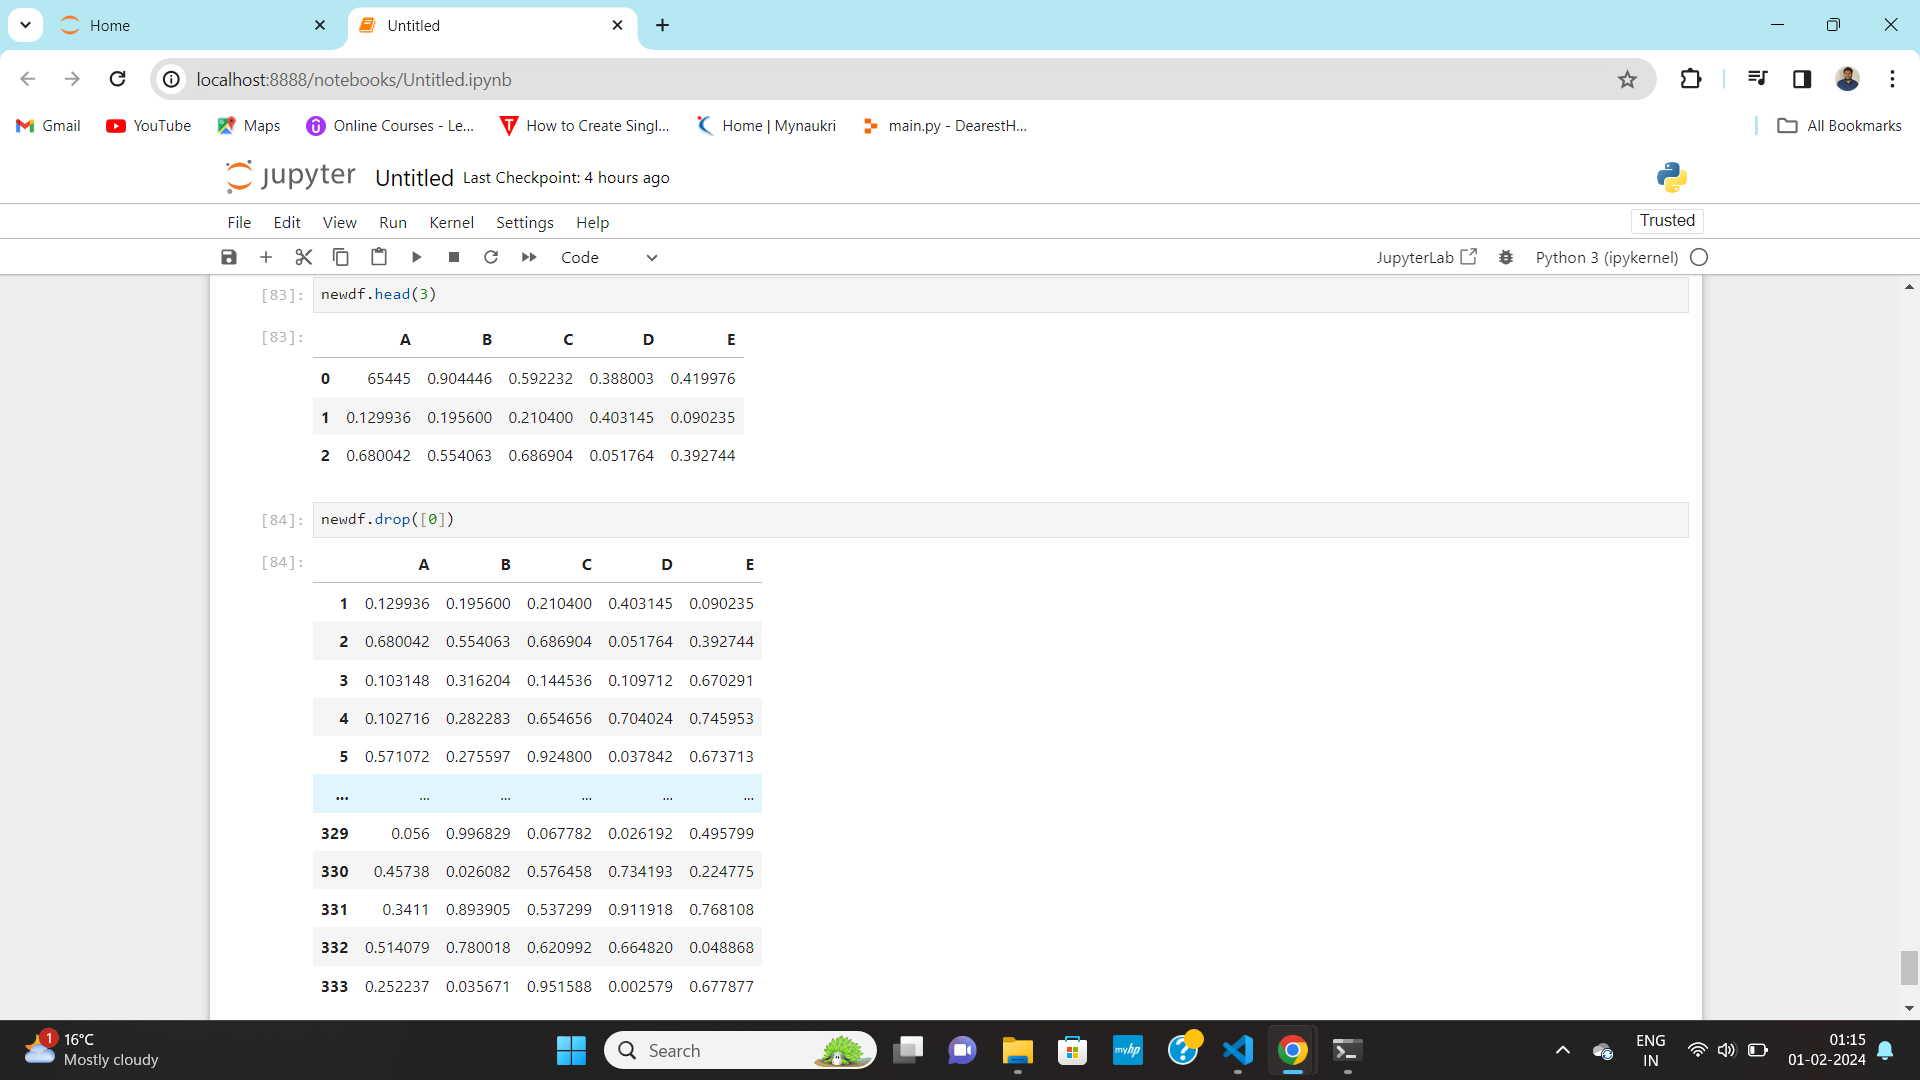 Home
Untitled
localhost:8888/notebooks/Untitled.ipynb
Gmail YouTube Maps Online Courses - Le... How to Create Singl... Home | Mynaukri main.py - DearestH... All Bookmarks
jupyter Untitled Last Checkpoint: 4 hours ago
File Edit View Run Kernel Settings Help Trusted
Code JupyterLab Python 3 (ipykernel)
[83]: newdf.head(3)
[83]: A B C D E
0 65445 0.904446 0.592232 0.388003 0.419976
1 0.129936 0.195600 0.210400 0.403145 0.090235
2 0.680042 0.554063 0.686904 0.051764 0.392744
[84]: newdf.drop([0])
[84]: A B C D E
1 0.129936 0.195600 0.210400 0.403145 0.090235
2 0.680042 0.554063 0.686904 0.051764 0.392744
3 0.103148 0.316204 0.144536 0.109712 0.670291
4 0.102716 0.282283 0.654656 0.704024 0.745953
5 0.571072 0.275597 0.924800 0.037842 0.673713
... ... ... ... ... ...
329 0.056 0.996829 0.067782 0.026192 0.495799
330 0.45738 0.026082 0.576458 0.734193 0.224775
331 0.3411 0.893905 0.537299 0.911918 0.768108
332 0.514079 0.780018 0.620992 0.664820 0.048868
333 0.252237 0.035671 0.951588 0.002579 0.677877
1 16°C
Mostly cloudy
Search
myhp
ENG
IN
01:15
01-02-2024